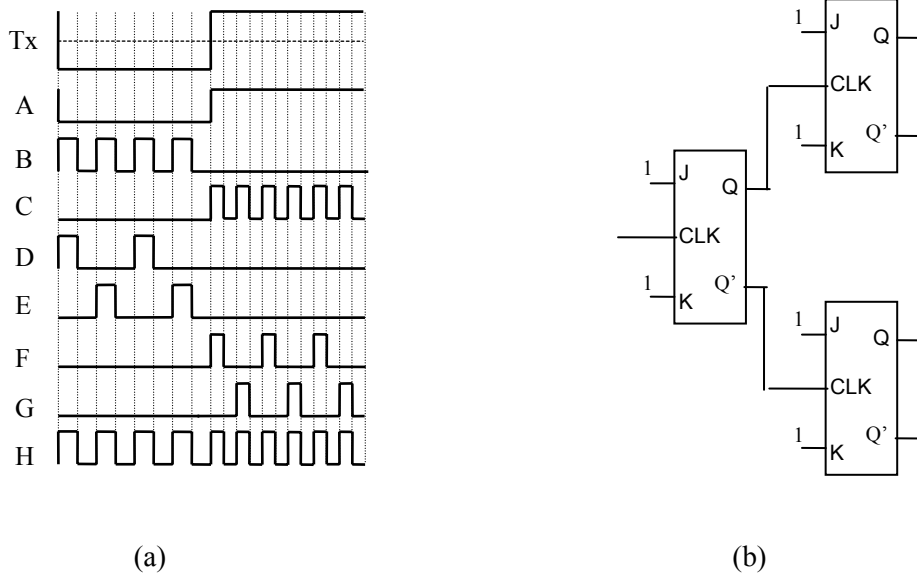 Tx
A
B
C
D
E
F
G
H
(a)
1 J Q
CLK
1 K Q'
1 J Q
CLK
1 K Q'
1 J Q
CLK
1 K Q'
(b)